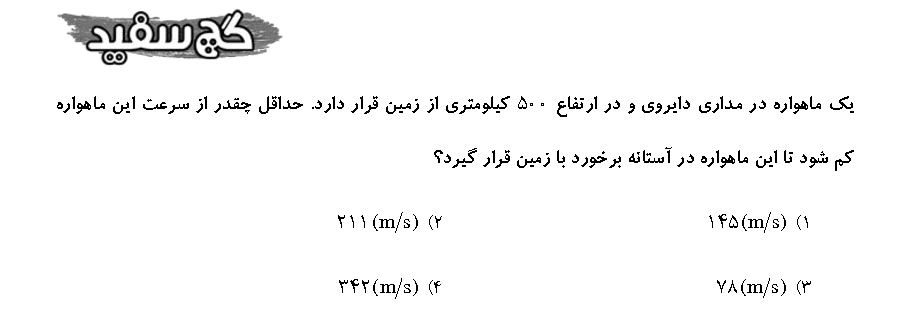 گچ سفید
یک ماهواره در مداری دایروی و در ارتفاع ۵۰۰ کیلومتری از زمین قرار دارد. حداقل چقدر از سرعت این ماهواره
کم شود تا این ماهواره در آستانه برخورد با زمین قرار گیرد؟
۱) ۱۴۵(m/s) ۲) ۲۱۱(m/s)
۳) ۷۸(m/s) ۴) ۳۴۲(m/s)